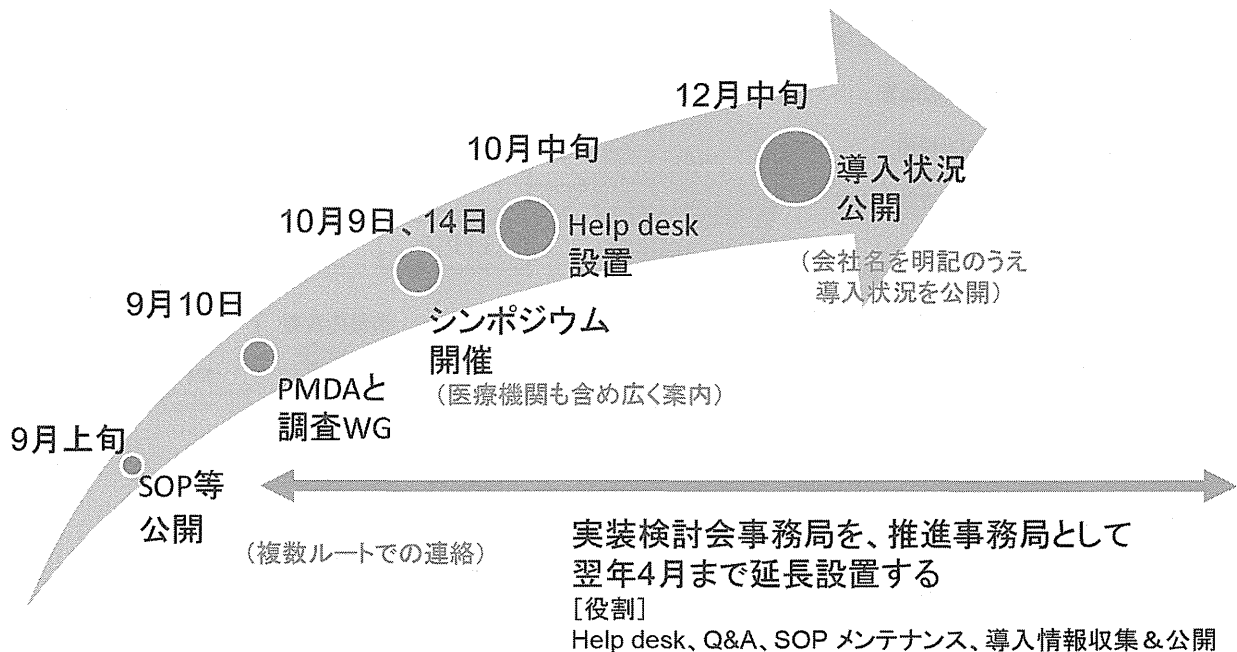 9月上旬
SOP等
公開
(複数ルートでの連絡)
9月10日
PMDAと
調査WG
10月9日、14日
シンポジウム
開催
(医療機関も含め広く案内)
10月中旬
Help desk
設置
12月中旬
導入状況
公開
(会社名を明記のうえ
導入状況を公開)
実装検討会事務局を、推進事務局として
翌年4月まで延長設置する
[役割]
Help desk、Q&A、SOP メンテナンス、導入情報収集&公開